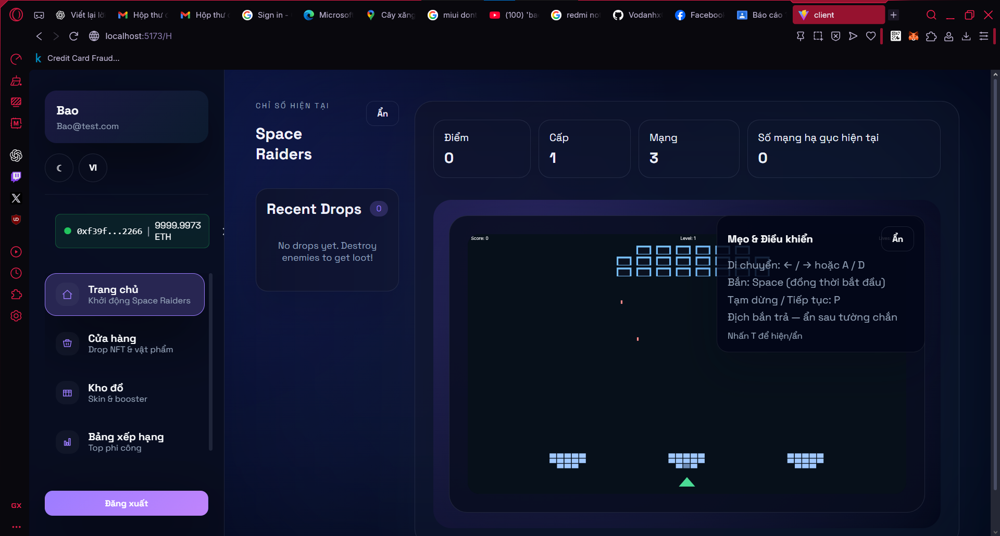 Viết lại lờ
Hộp thư
Hộp thư
Sign in -
Microsof
Cây xăng
miui dont
(100) 'ba
redmi no
Vodanhx
Facebook
Báo cáo
client
localhost:5173/H
Credit Card Fraud...
Bao
Bao@test.com
VI
0xf39f...2266 | 9999.9973
ETH
Trang chủ
Khởi động Space Raiders
Cửa hàng
Drop NFT & vật phẩm
Kho đồ
Skin & booster
Bảng xếp hạng
Top phi công
Đăng xuất
GX
CHỈ SỐ HIỆN TẠI
Ẩn
Space
Raiders
Recent Drops 0
No drops yet. Destroy
enemies to get loot!
Điểm
0
Cấp
1
Mạng
3
Số mạng hạ gục hiện tại
0
Score: 0
Level: 1
Lives:
Mẹo & Điều khiển
Ẩn
Di chuyển: ← / → hoặc A / D
Bắn: Space (đồng thời bắt đầu)
Tạm dừng / Tiếp tục: P
Địch bắn trả — ẩn sau tường chắn
Nhấn T để hiện/ẩn